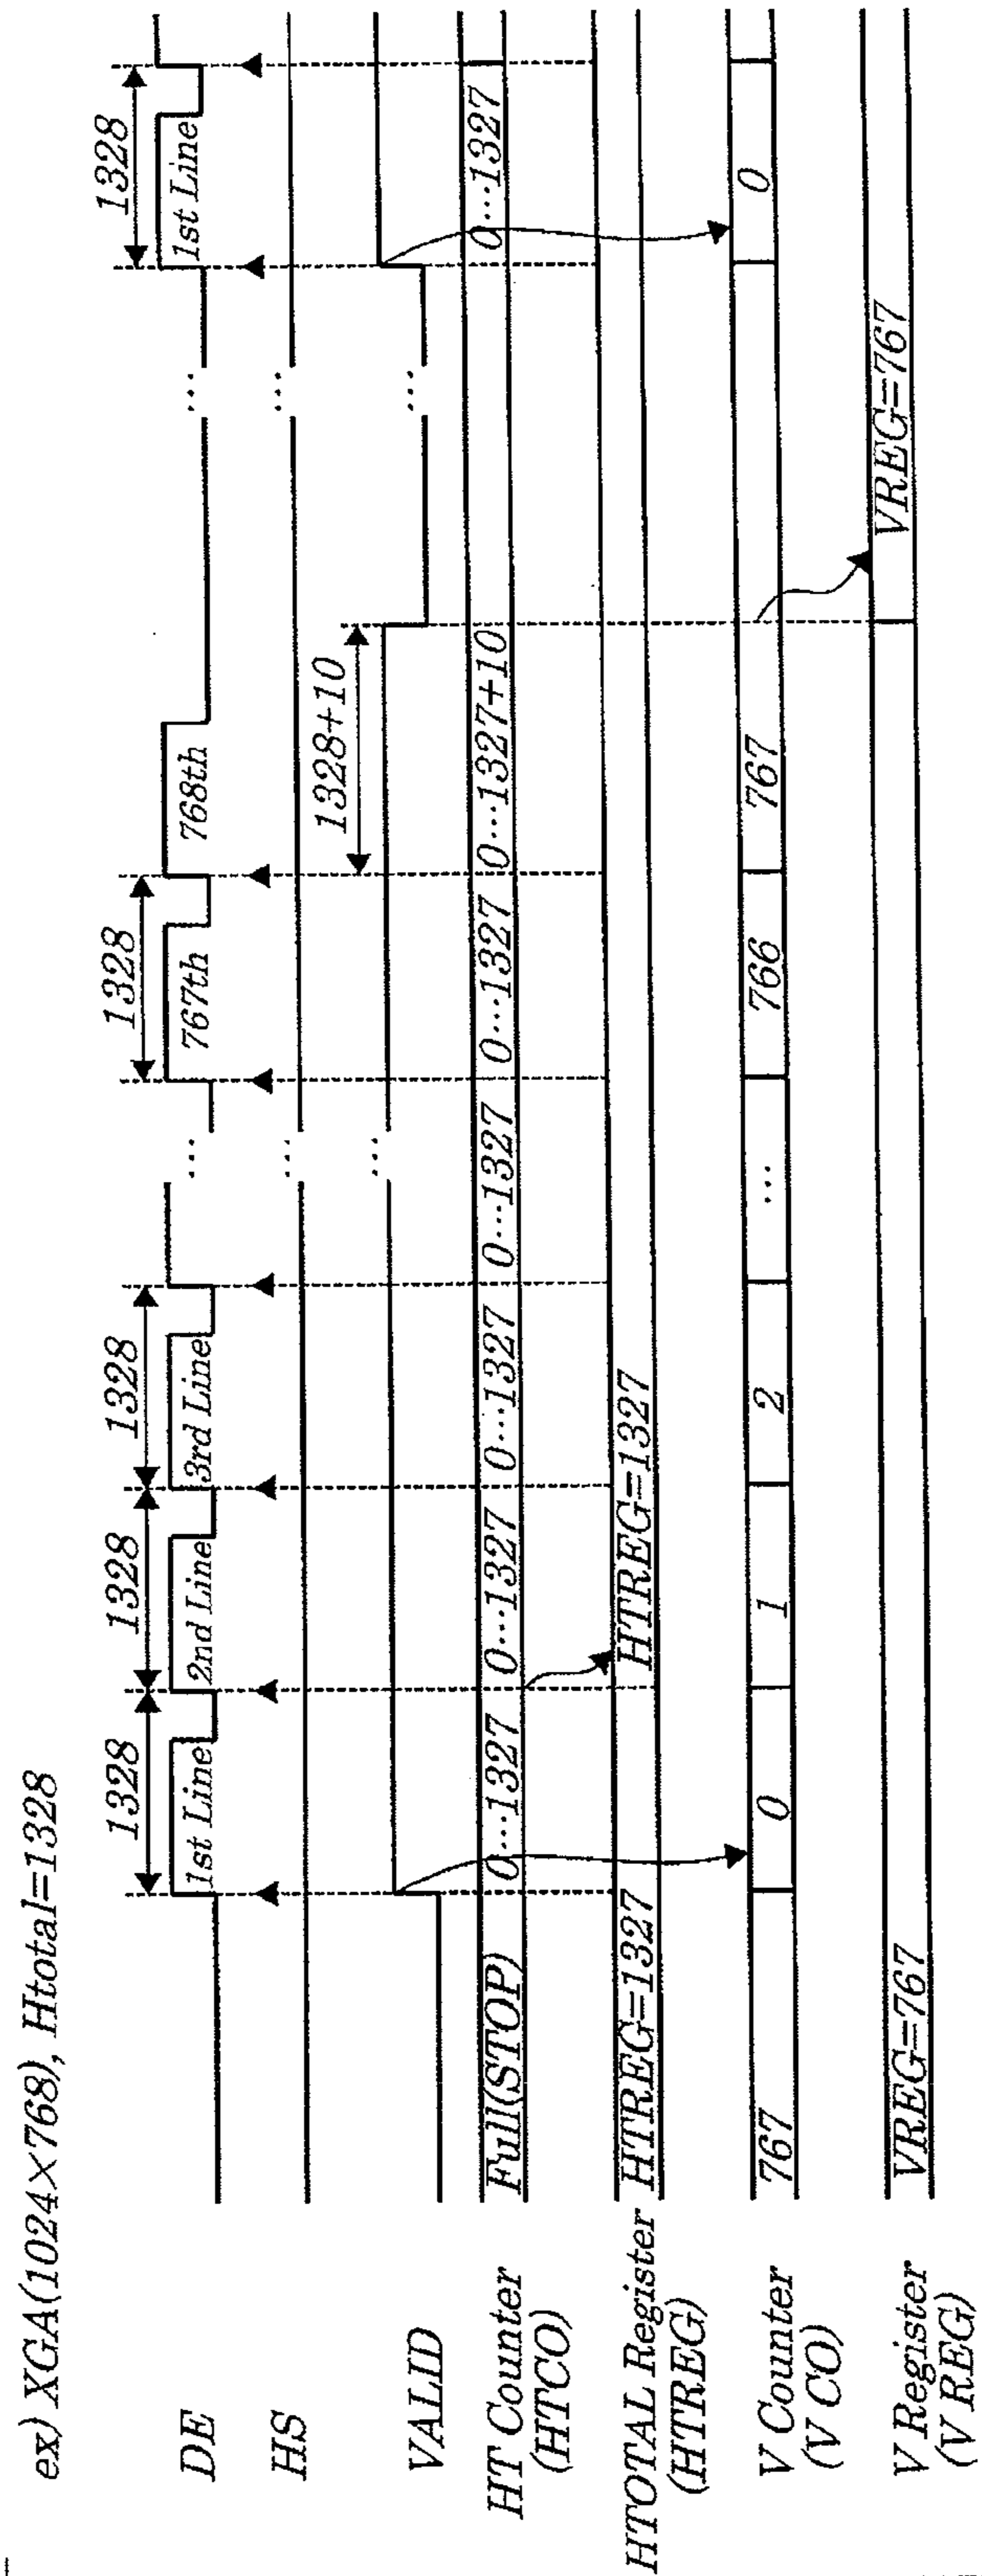 ex) XGA(1024×768), Htotal=1328
1328 1328 1328 1328 1328
DE 1st Line 2nd Line 3rd Line ... 767th 768th ... 1st Line
HS ... ...
1328+10
VALID ... ...
HT Counter Full(STOP) 0...1327 0...1327 0...1327 0...1327 0...1327 0...1327+10 0...1327
(HTCO)
HTOTAL Register HTREG=1327 HTREG=1327
(HTREG)
V Counter 767 0 1 2 ... 766 767 0
(V CO)
V Register VREG=767 VREG=767
(V REG)